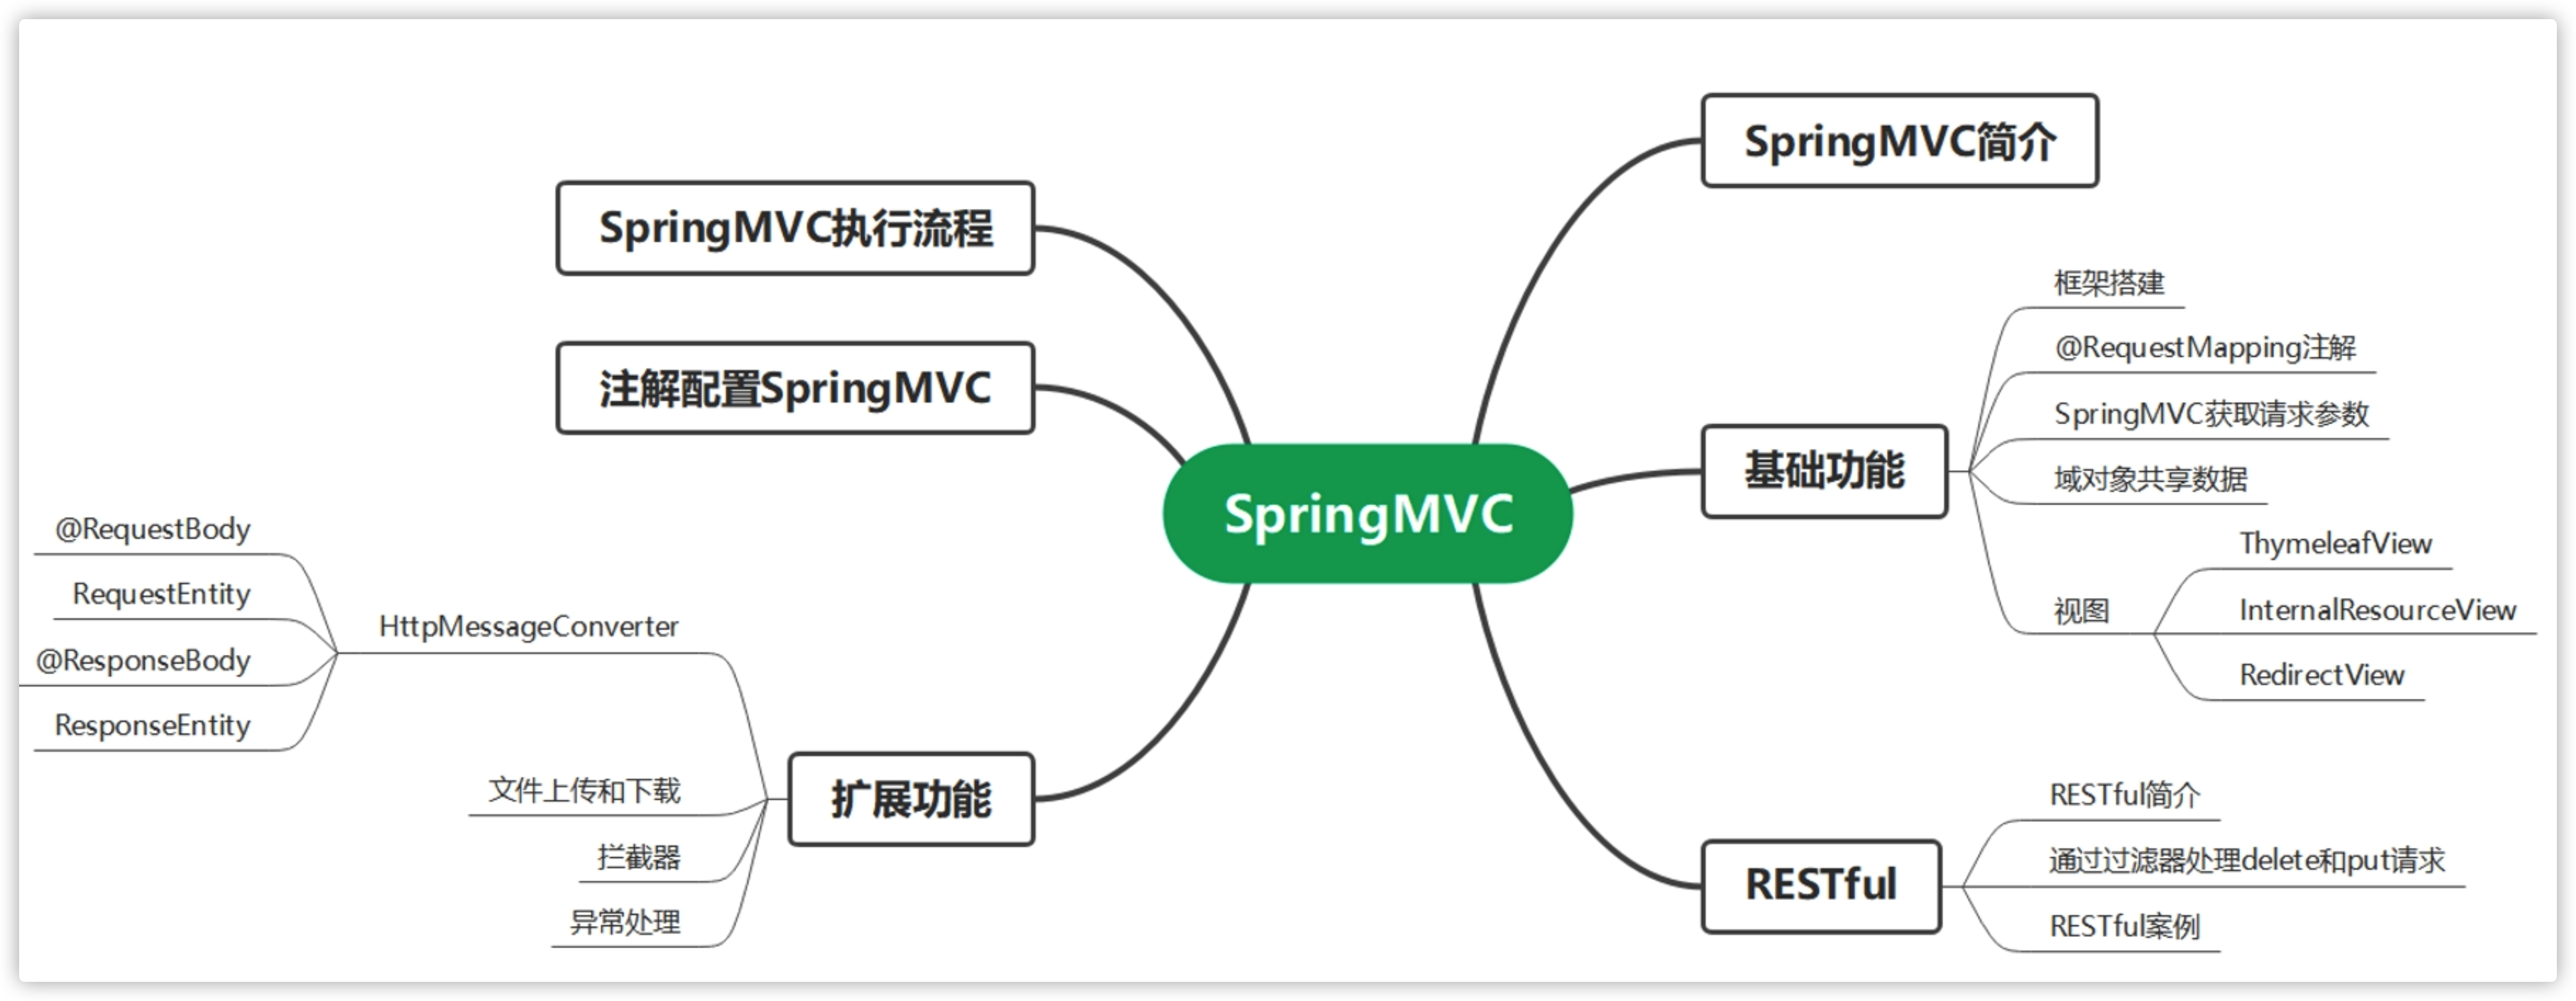 SpringMVC
SpringMVC简介
基础功能
框架搭建
@RequestMapping注解
SpringMVC获取请求参数
域对象共享数据
视图
ThymeleafView
InternalResourceView
RedirectView
RESTful
RESTful简介
通过过滤器处理delete和put请求
RESTful案例
SpringMVC执行流程
注解配置SpringMVC
扩展功能
HttpMessageConverter
@RequestBody
RequestEntity
@ResponseBody
ResponseEntity
文件上传和下载
拦截器
异常处理